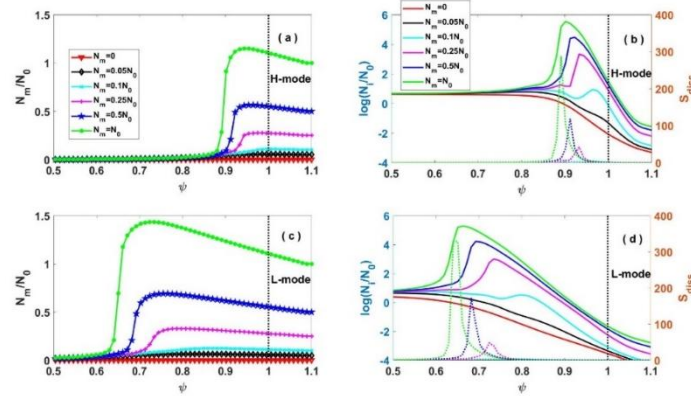 ( a )
N_m=0
N_m=0.05N_0
N_m=0.1N_0
N_m=0.25N_0
N_m=0.5N_0
N_m=N_0
H-mode
N_m/N_0
1.5
1
0.5
0
0.5 0.6 0.7 0.8 0.9 1 1.1
ψ
N_m=0
N_m=0.05N_0
N_m=0.1N_0
N_m=0.25N_0
N_m=0.5N_0
N_m=N_0
( b )
H-mode
log(N_i/N_0)
6
4
2
0
-2
-4
400
300
200
100
0
S_diss
0.5 0.6 0.7 0.8 0.9 1 1.1
ψ
( c )
L-mode
N_m/N_0
1.5
1
0.5
0
0.5 0.6 0.7 0.8 0.9 1 1.1
ψ
( d )
L-mode
log(N_i/N_0)
6
4
2
0
-2
-4
400
300
200
100
0
S_diss
0.5 0.6 0.7 0.8 0.9 1 1.1
ψ